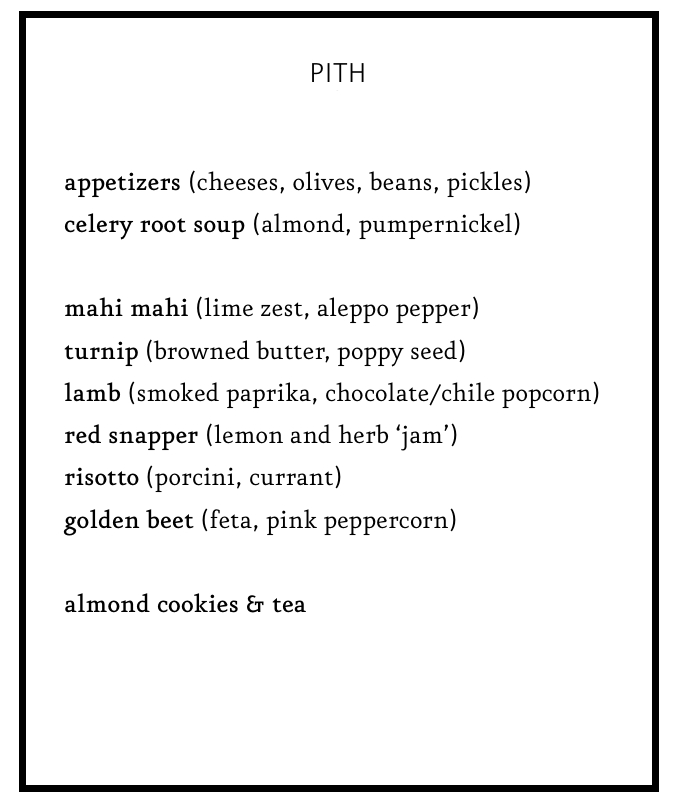 PITH
appetizers (cheeses, olives, beans, pickles)
celery root soup (almond, pumpernickel)
mahi mahi (lime zest, aleppo pepper)
turnip (browned butter, poppy seed)
lamb (smoked paprika, chocolate/chile popcorn)
red snapper (lemon and herb ‘jam’)
risotto (porcini, currant)
golden beet (feta, pink peppercorn)
almond cookies & tea